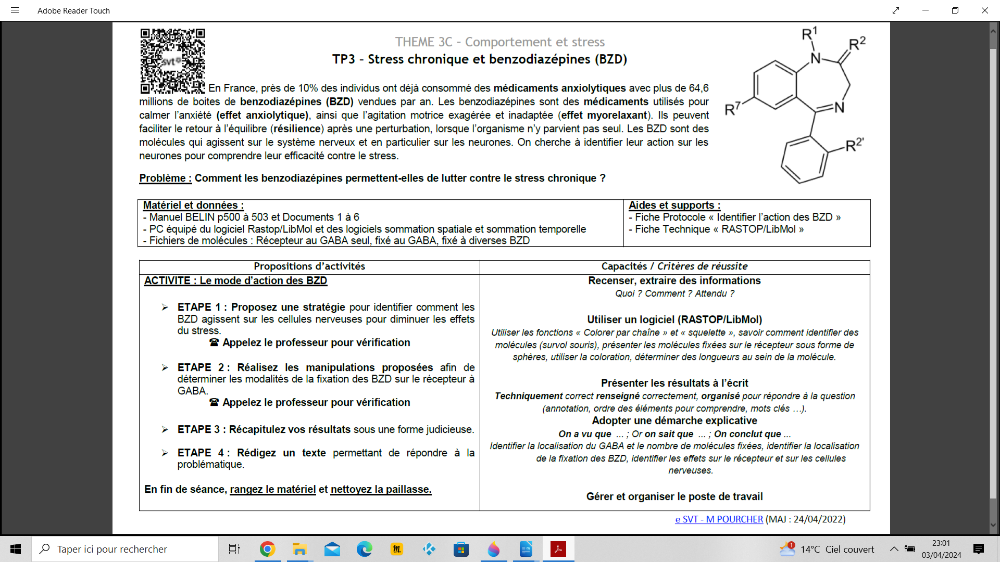 Adobe Reader Touch
svt
THEME 3C – Comportement et stress
TP3 – Stress chronique et benzodiazépines (BZD)
En France, près de 10% des individus ont déjà consommé des médicaments anxiolytiques avec plus de 64,6
millions de boites de benzodiazépines (BZD) vendues par an. Les benzodiazépines sont des médicaments utilisés pour
calmer l'anxiété (effet anxiolytique), ainsi que l'agitation motrice exagérée et inadaptée (effet myorelaxant). Ils peuvent
faciliter le retour à l'équilibre (résilience) après une perturbation, lorsque l'organisme n'y parvient pas seul. Les BZD sont des
molécules qui agissent sur le système nerveux et en particulier sur les neurones. On cherche à identifier leur action sur les
neurones pour comprendre leur efficacité contre le stress.
R1
R2
N
R7
N
R2'
Problème : Comment les benzodiazépines permettent-elles de lutter contre le stress chronique ?
Matériel et données :
- Manuel BELIN p500 à 503 et Documents 1 à 6
- PC équipé du logiciel Rastop/LibMol et des logiciels sommation spatiale et sommation temporelle
- Fichiers de molécules : Récepteur au GABA seul, fixé au GABA, fixé à diverses BZD
Aides et supports :
- Fiche Protocole « Identifier l'action des BZD »
- Fiche Technique « RASTOP/LibMol »
Propositions d'activités
ACTIVITE : Le mode d'action des BZD
➢ ETAPE 1 : Proposez une stratégie pour identifier comment les
BZD agissent sur les cellules nerveuses pour diminuer les effets
du stress.
☎ Appelez le professeur pour vérification
➢ ETAPE 2 : Réalisez les manipulations proposées afin de
déterminer les modalités de la fixation des BZD sur le récepteur à
GABA.
☎ Appelez le professeur pour vérification
➢ ETAPE 3 : Récapitulez vos résultats sous une forme judicieuse.
➢ ETAPE 4 : Rédigez un texte permettant de répondre à la
problématique.
En fin de séance, rangez le matériel et nettoyez la paillasse.
Capacités / Critères de réussite
Recenser, extraire des informations
Quoi ? Comment ? Attendu ?
Utiliser un logiciel (RASTOP/LibMol)
Utiliser les fonctions « Colorer par chaîne » et « squelette », savoir comment identifier des
molécules (survol souris), présenter les molécules fixées sur le récepteur sous forme de
sphères, utiliser la coloration, déterminer des longueurs au sein de la molécule.
Présenter les résultats à l'écrit
Techniquement correct renseigné correctement, organisé pour répondre à la question
(annotation, ordre des éléments pour comprendre, mots clés …).
Adopter une démarche explicative
On a vu que … ; Or on sait que … ; On conclut que ...
Identifier la localisation du GABA et le nombre de molécules fixées, identifier la localisation
de la fixation des BZD, identifier les effets sur le récepteur et sur les cellules
nerveuses.
Gérer et organiser le poste de travail
e SVT - M POURCHER (MAJ : 24/04/2022)
Taper ici pour rechercher
1
14°C Ciel couvert
23:01
03/04/2024